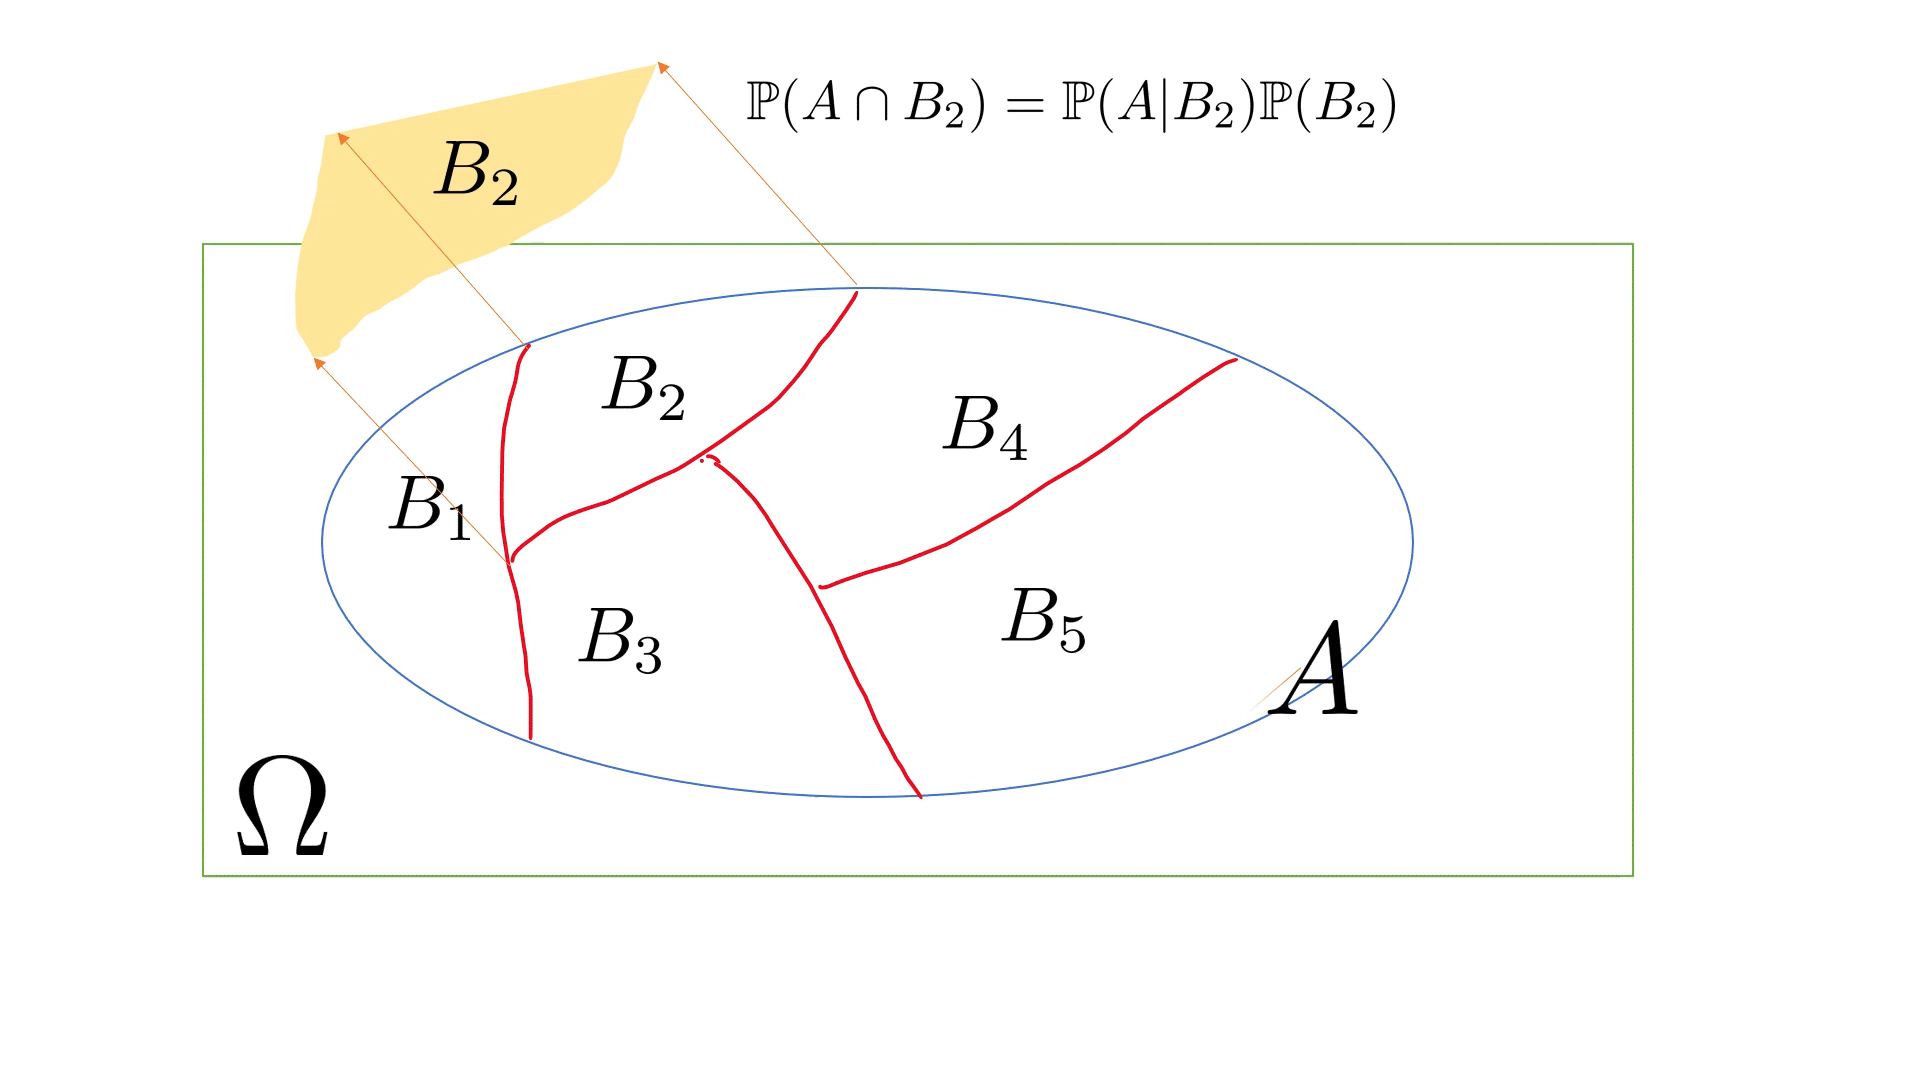 ℙ(A ∩ B₂) = ℙ(A|B₂)ℙ(B₂)
B₂
B₂
B₄
B₁
B₃
B₅
A
Ω